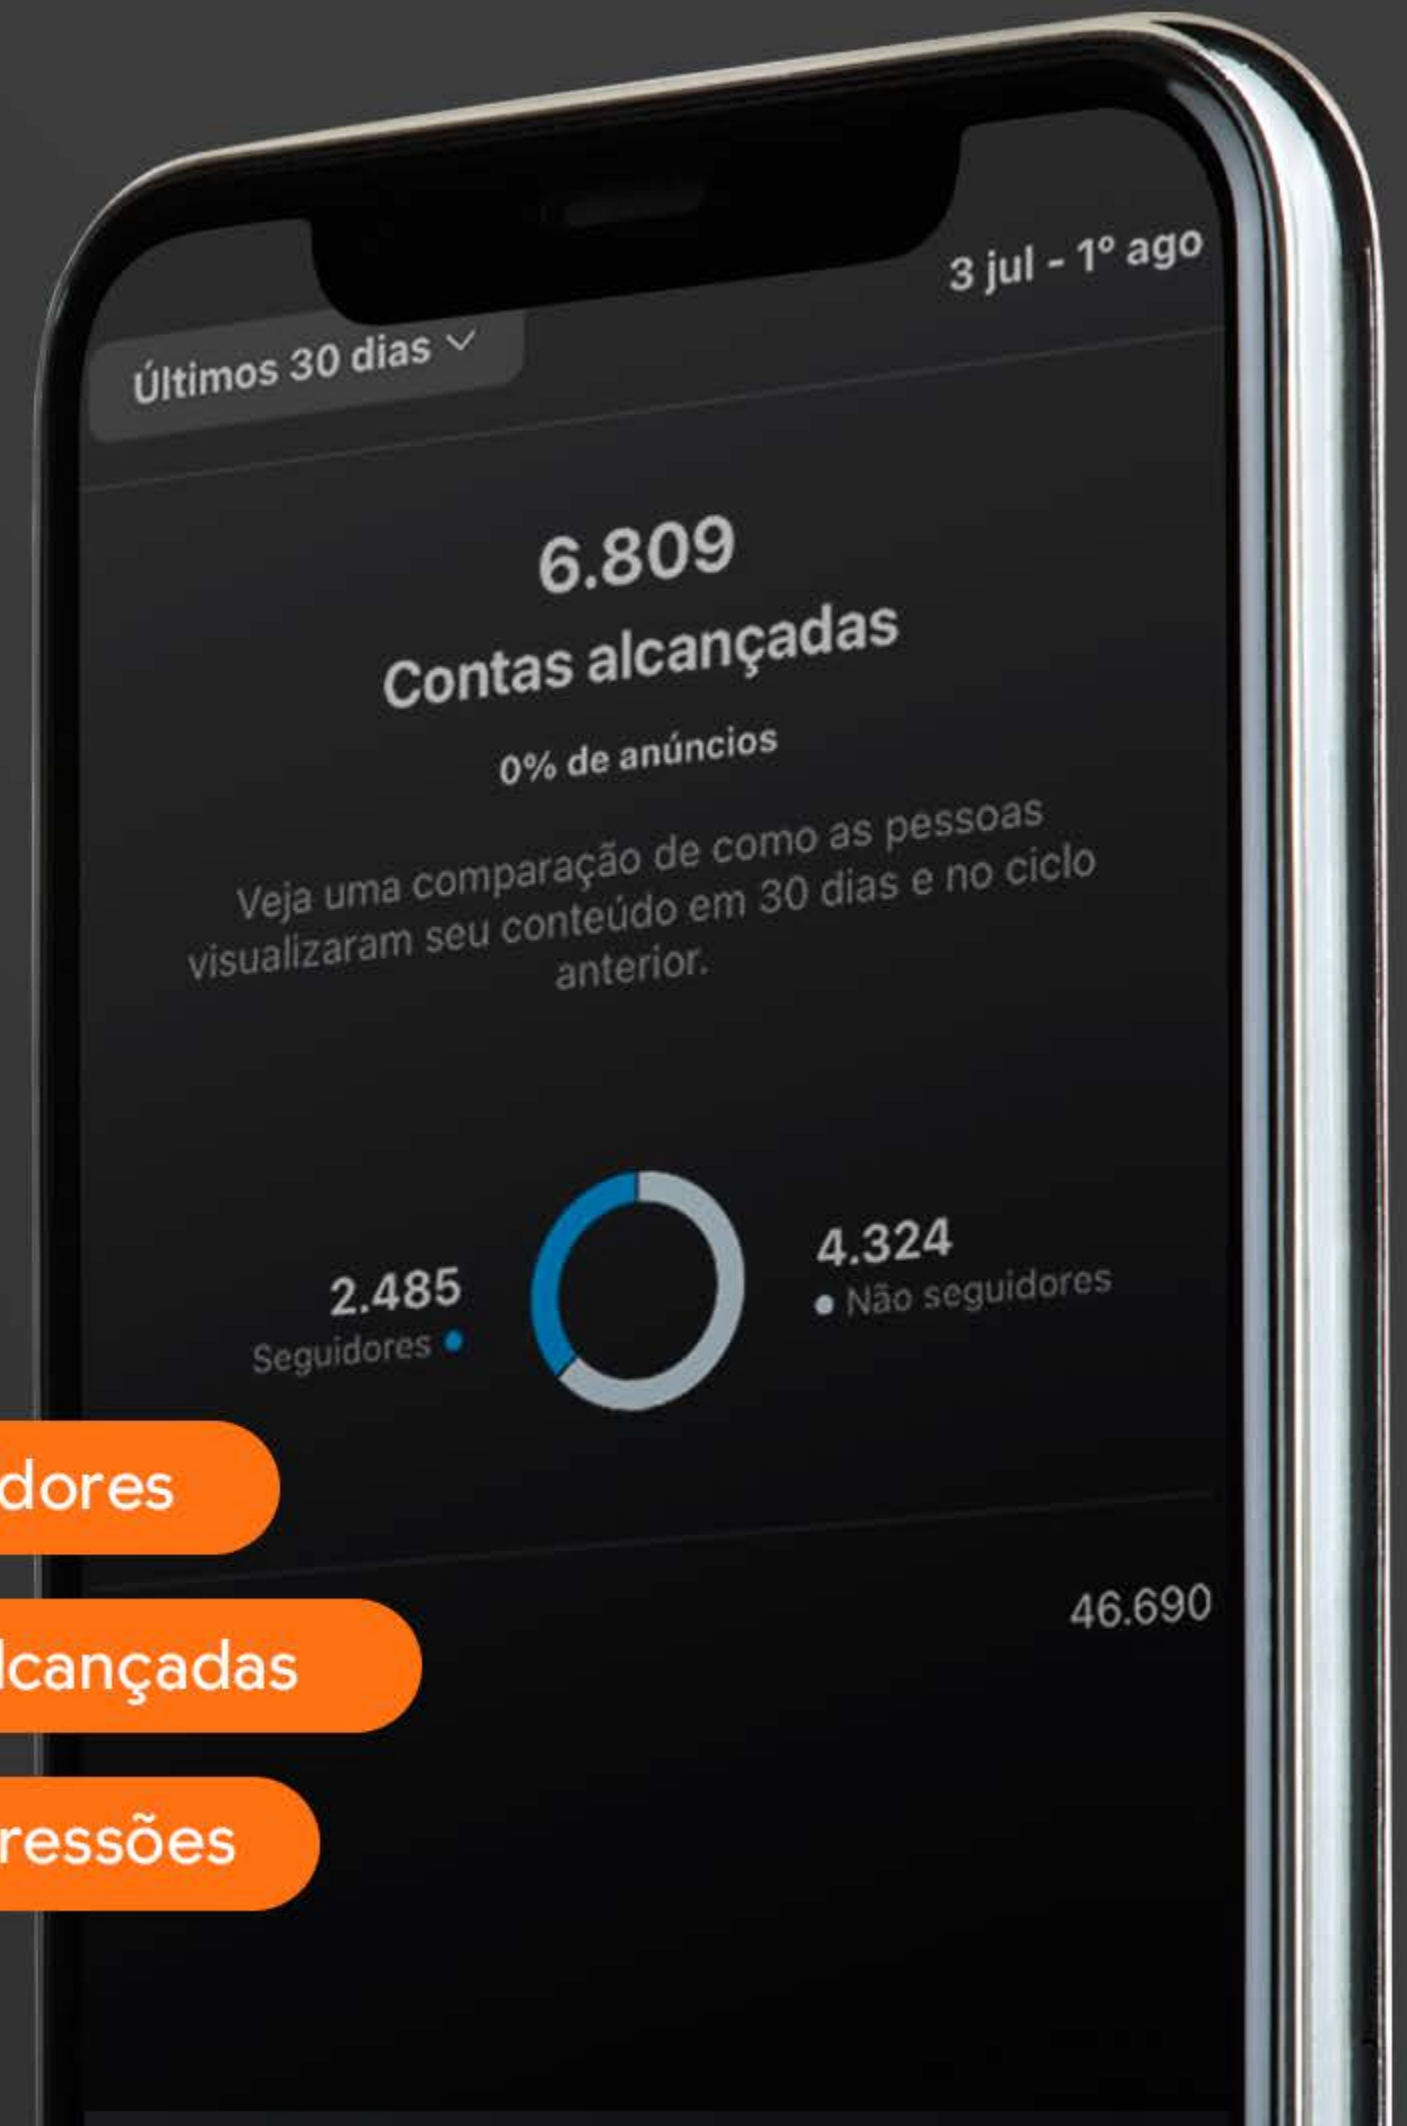 3 jul - 1º ago
Últimos 30 dias
6.809
Contas alcançadas
0% de anúncios
Veja uma comparação de como as pessoas
visualizaram seu conteúdo em 30 dias e no ciclo
anterior.
2.485
Seguidores
4.324
Não seguidores
dores
46.690
lcançadas
ressões